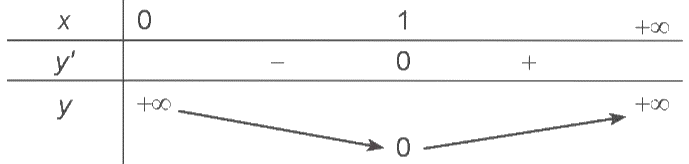 x 0 1 +∞
y' − 0 +
y +∞ +∞
0